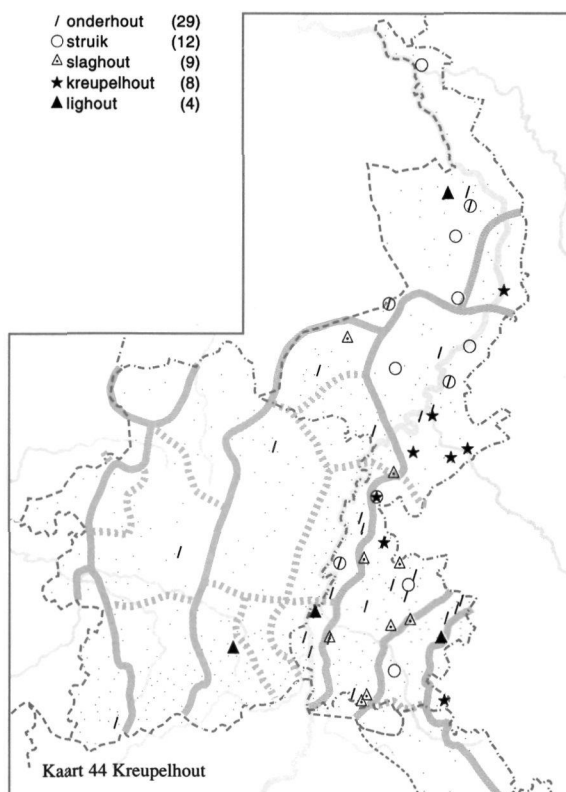 onderhout (29)
struik (12)
slaghout (9)
kreupelhout (8)
lighout (4)
Kaart 44 Kreupelhout